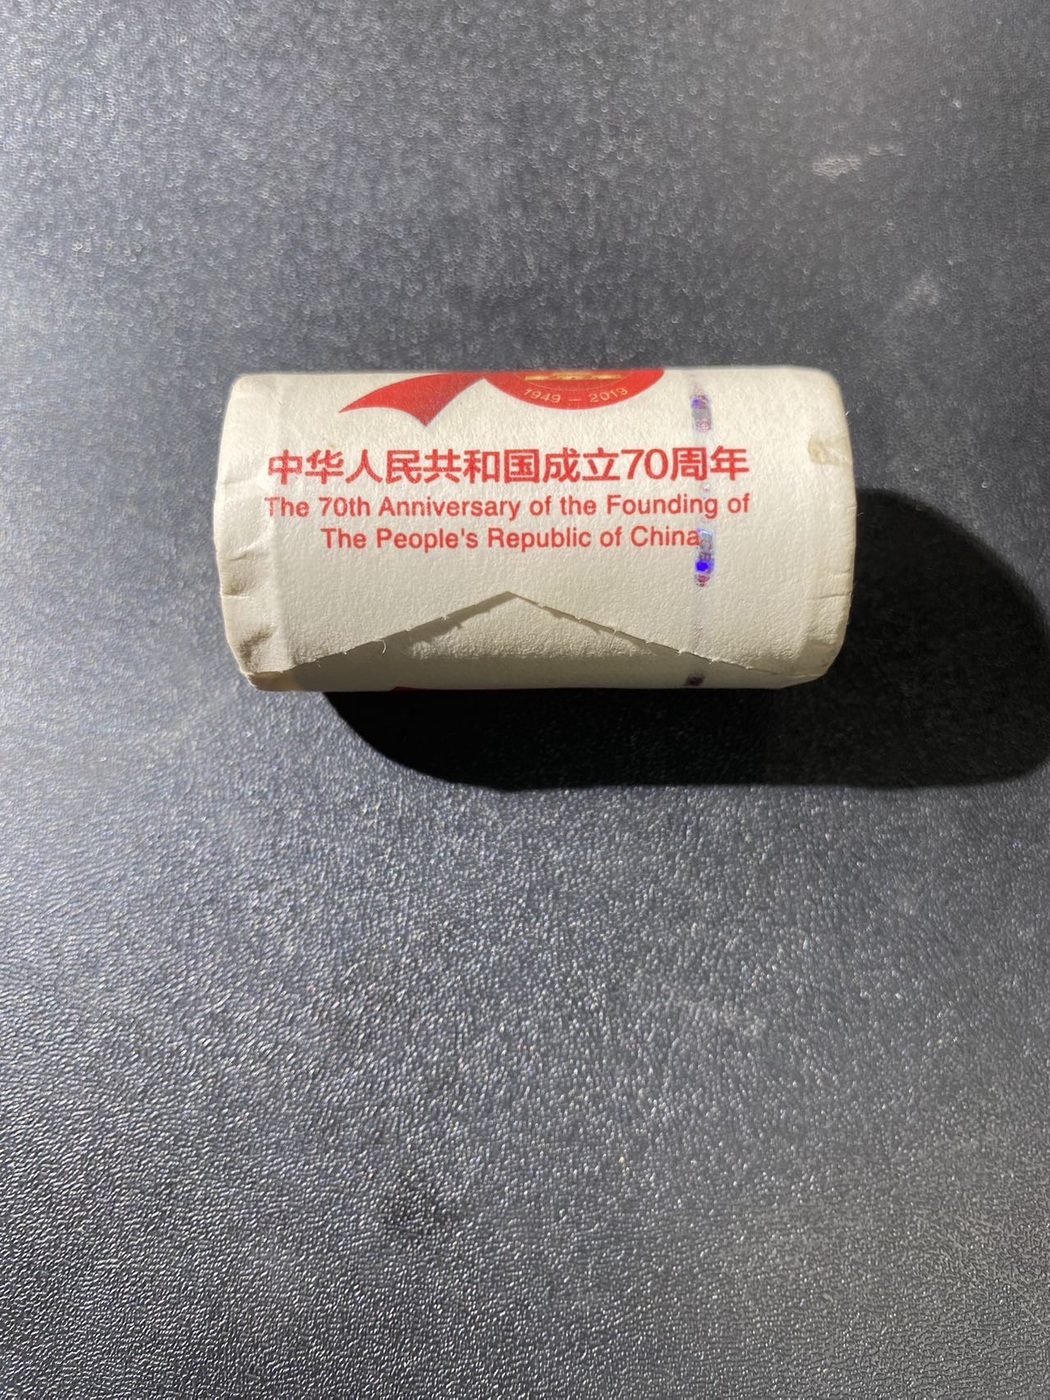 1949 – 2019
中华人民共和国成立70周年
The 70th Anniversary of the Founding of
The People's Republic of China